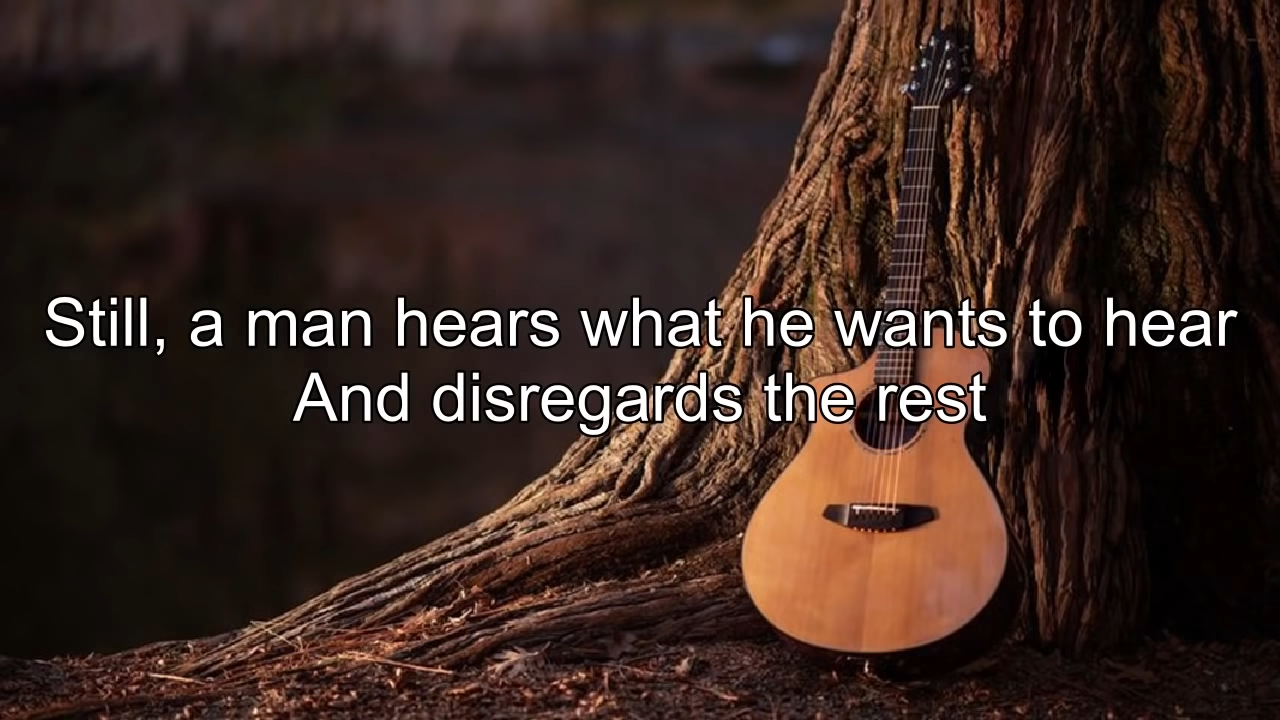 Still, a man hears what he wants to hear
And disregards the rest